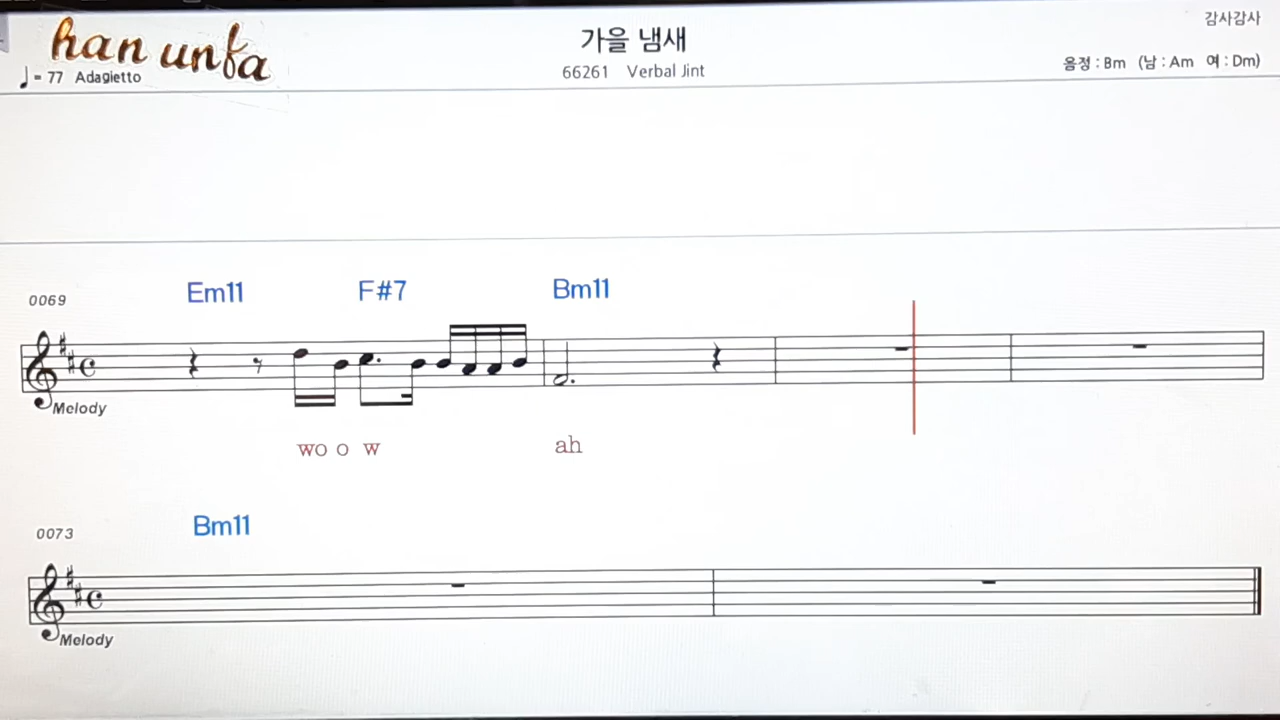 han unfa
가을 냄새
감사감사
♩= 77 Adagietto
66261 Verbal Jint
음정 : Bm (남 : Am 여 : Dm)
0069
Em11 F#7 Bm11
Melody
wo o w ah
0073
Bm11
Melody